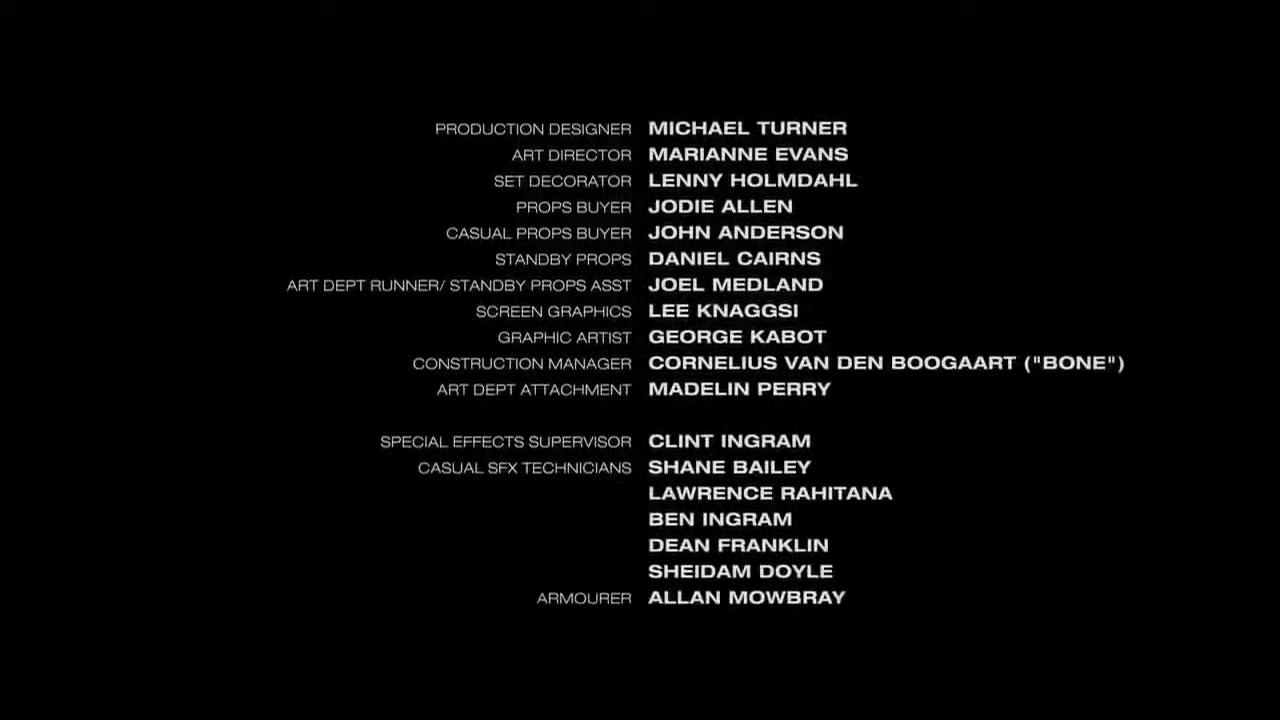 PRODUCTION DESIGNER MICHAEL TURNER
ART DIRECTOR MARIANNE EVANS
SET DECORATOR LENNY HOLMDAHL
PROPS BUYER JODIE ALLEN
CASUAL PROPS BUYER JOHN ANDERSON
STANDBY PROPS DANIEL CAIRNS
ART DEPT RUNNER/ STANDBY PROPS ASST JOEL MEDLAND
SCREEN GRAPHICS LEE KNAGGSI
GRAPHIC ARTIST GEORGE KABOT
CONSTRUCTION MANAGER CORNELIUS VAN DEN BOOGAART ("BONE")
ART DEPT ATTACHMENT MADELIN PERRY
SPECIAL EFFECTS SUPERVISOR CLINT INGRAM
CASUAL SFX TECHNICIANS SHANE BAILEY
LAWRENCE RAHITANA
BEN INGRAM
DEAN FRANKLIN
SHEIDAM DOYLE
ARMOURER ALLAN MOWBRAY